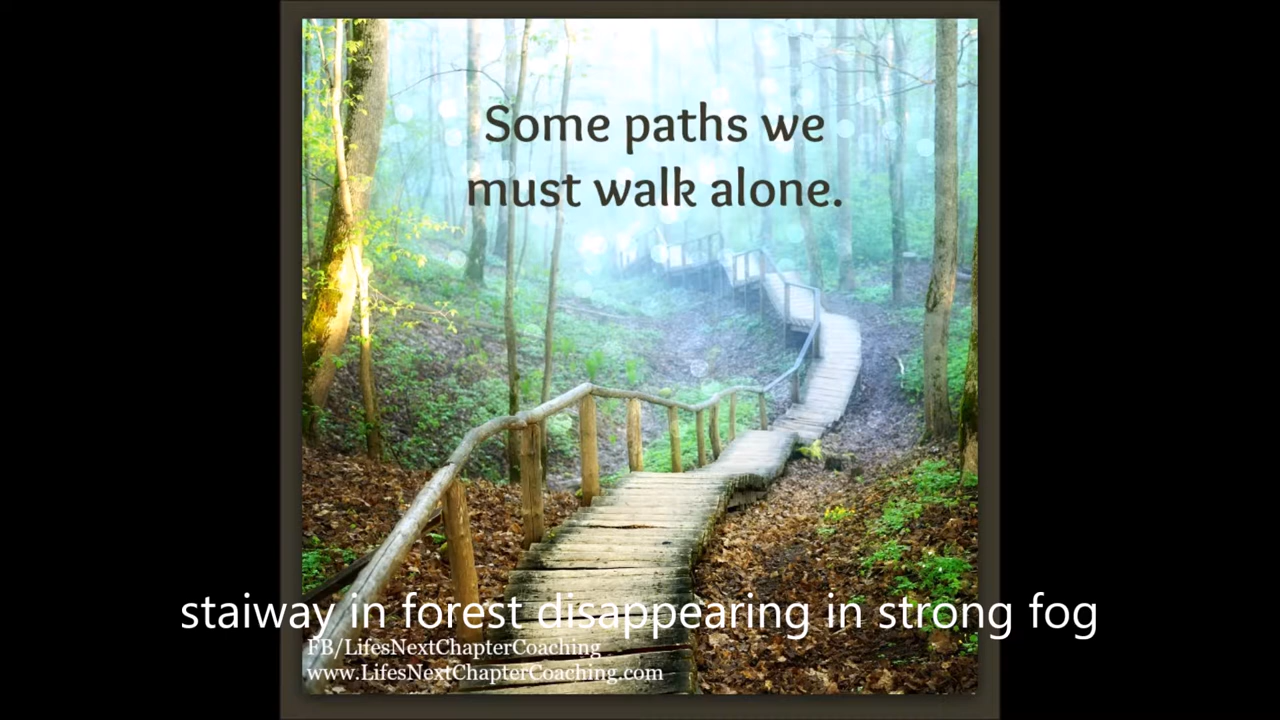 Some paths we
must walk alone.
staiway in forest disappearing in strong fog
FB/LifesNextChapterCoaching
www.LifesNextChapterCoaching.com